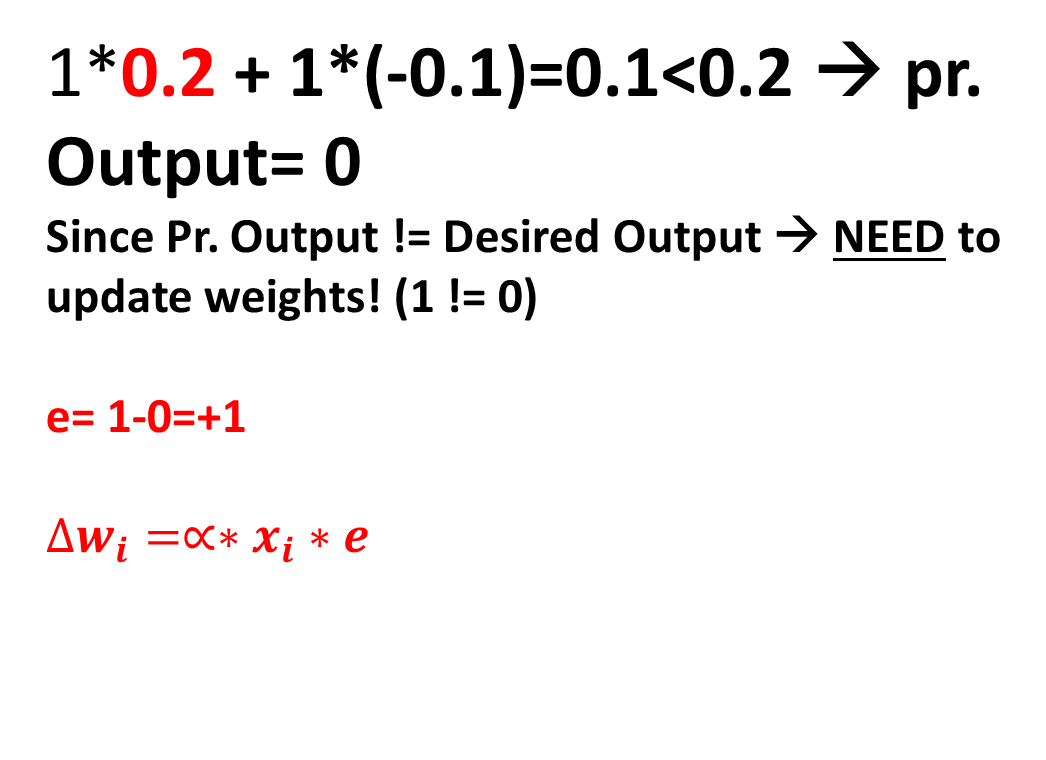 1*0.2 + 1*(-0.1)=0.1<0.2 → pr.
Output= 0
Since Pr. Output != Desired Output → NEED to
update weights! (1 != 0)
e= 1-0=+1
∆𝒘𝒊 =∝∗ 𝒙𝒊 ∗ 𝒆